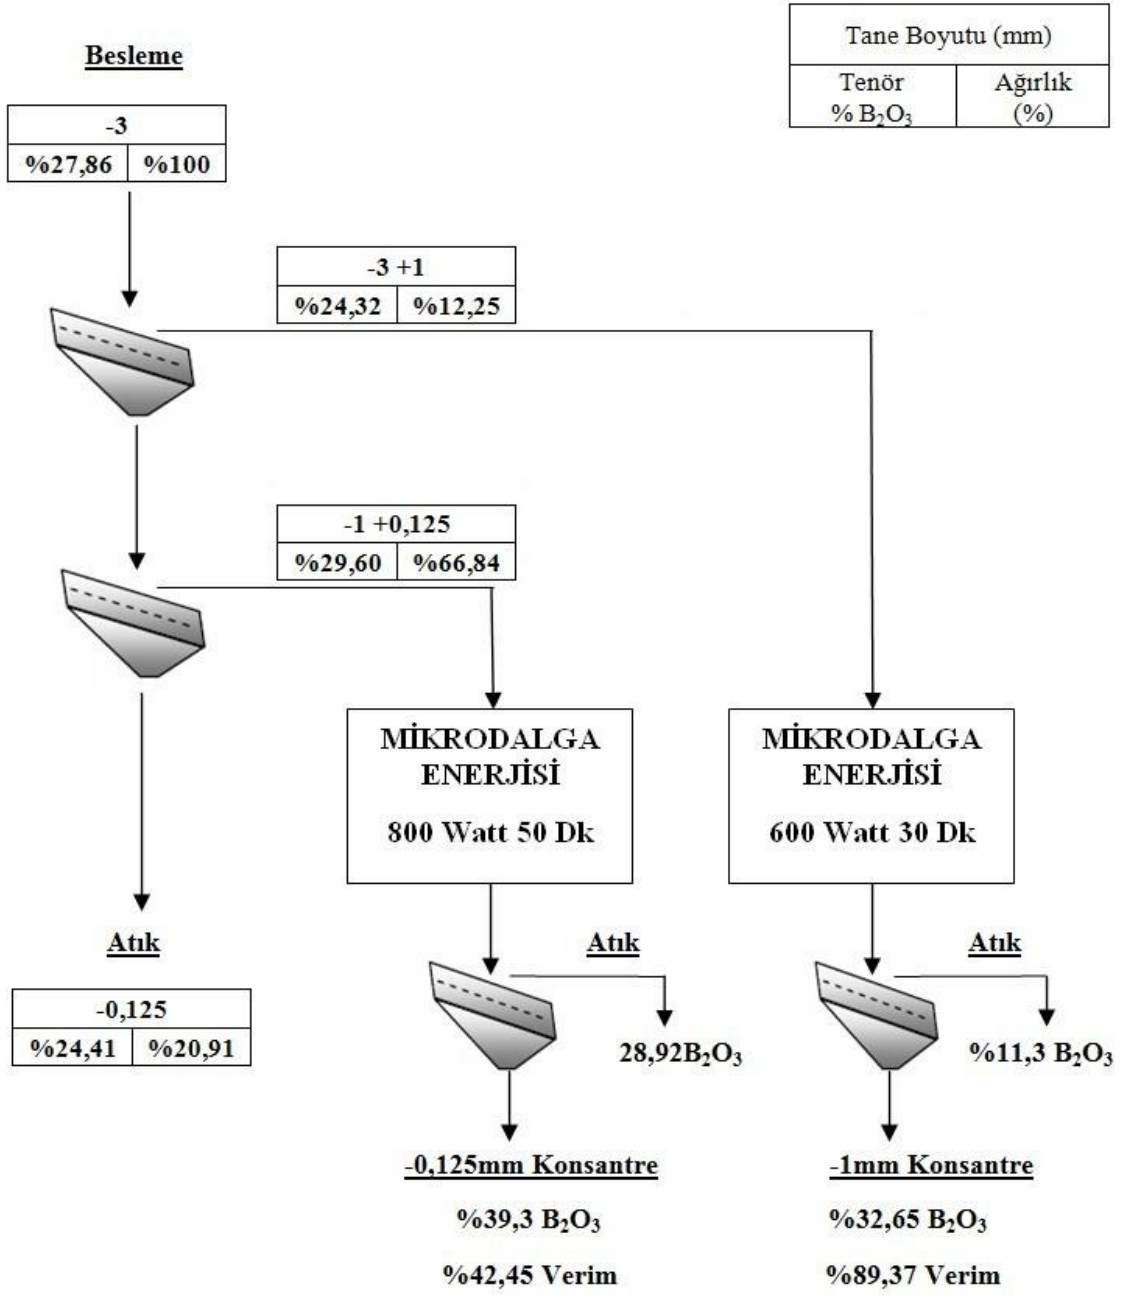 Tane Boyutu (mm)
Tenör
% B₂O₃
Ağırlık
(%)
Besleme
-3
%27,86 %100
-3 +1
%24,32 %12,25
-1 +0,125
%29,60 %66,84
MİKRODALGA
ENERJİSİ
800 Watt 50 Dk
MİKRODALGA
ENERJİSİ
600 Watt 30 Dk
Atık
-0,125
%24,41 %20,91
Atık
28,92B₂O₃
Atık
%11,3 B₂O₃
-0,125mm Konsantre
%39,3 B₂O₃
%42,45 Verim
-1mm Konsantre
%32,65 B₂O₃
%89,37 Verim